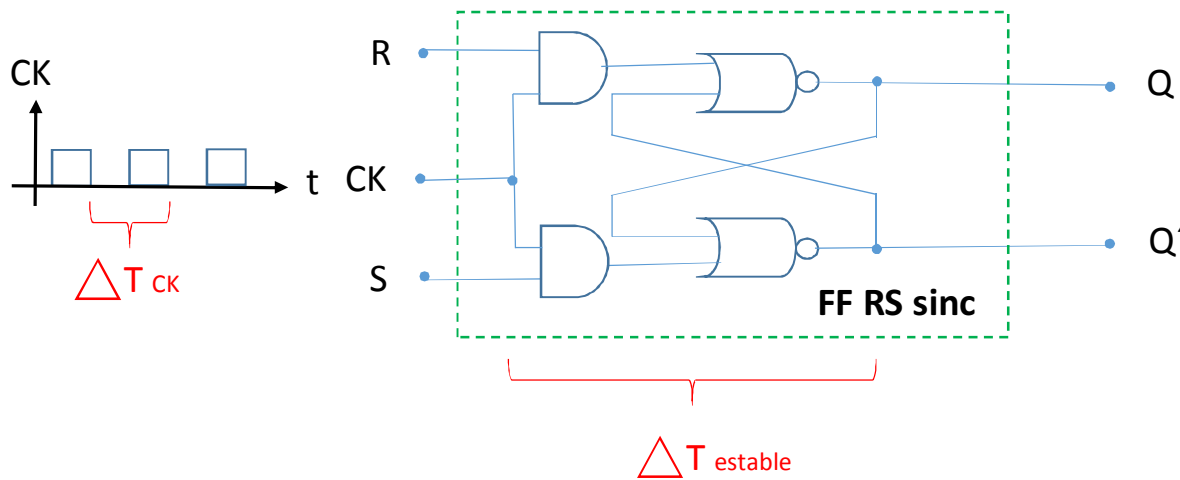 R
CK
Q
t
CK
△T CK
S
Q´
FF RS sinc
△T estable